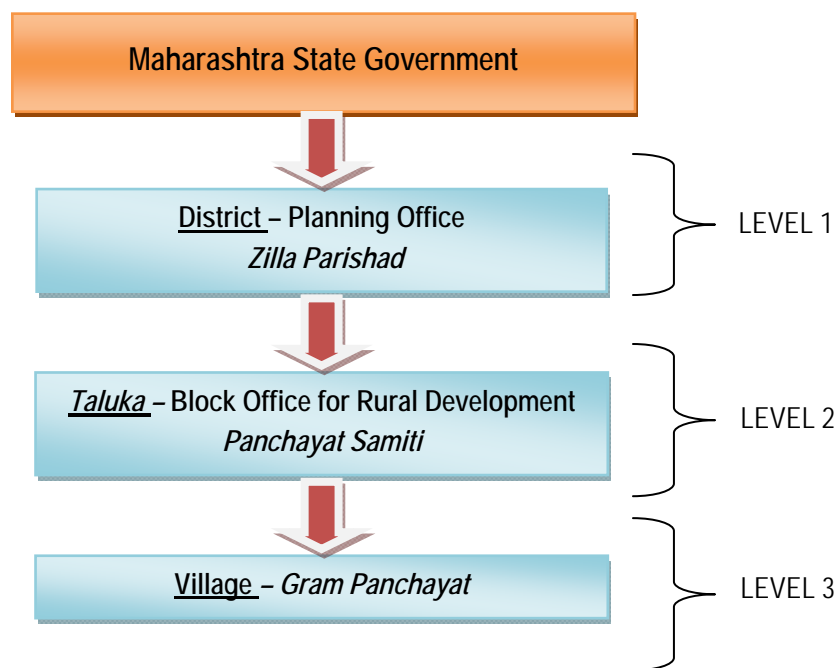 Maharashtra State Government
District – Planning Office
Zilla Parishad
LEVEL 1
Taluka – Block Office for Rural Development
Panchayat Samiti
LEVEL 2
Village – Gram Panchayat
LEVEL 3